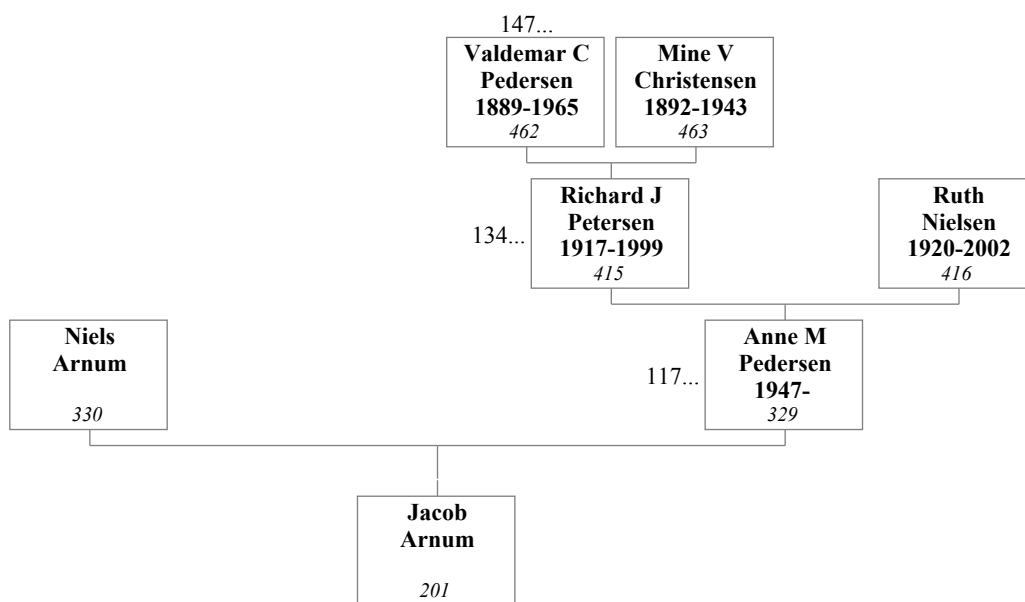 147...
Valdemar C
Pedersen
1889-1965
462
Mine V
Christensen
1892-1943
463
134...
Richard J
Petersen
1917-1999
415
Ruth
Nielsen
1920-2002
416
Niels
Arnum
330
117...
Anne M
Pedersen
1947-
329
Jacob
Arnum
201